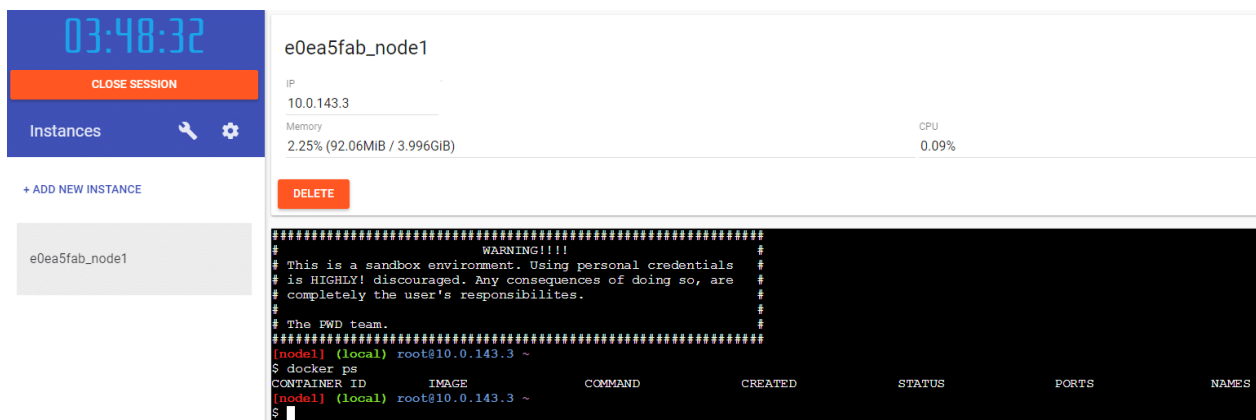 03:48:32
CLOSE SESSION
Instances
+ ADD NEW INSTANCE
e0ea5fab_node1
e0ea5fab_node1
IP
10.0.143.3
Memory
2.25% (92.06MiB / 3.996GiB)
CPU
0.09%
DELETE
###############################################################
#                          WARNING!!!!                        #
# This is a sandbox environment. Using personal credentials   #
# is HIGHLY! discouraged. Any consequences of doing so, are   #
# completely the user's responsibilites.                      #
#                                                             #
# The PWD team.                                               #
###############################################################
[node1] (local) root@10.0.143.3 ~
$ docker ps
CONTAINER ID        IMAGE               COMMAND             CREATED             STATUS              PORTS               NAMES
[node1] (local) root@10.0.143.3 ~
$